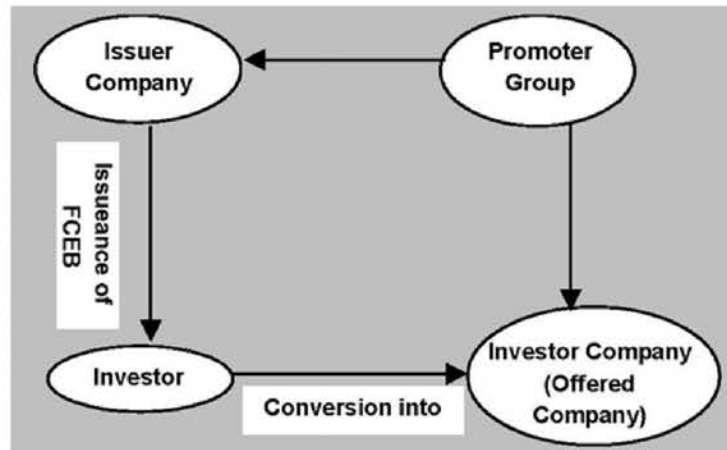 Issuer
Company
Promoter
Group
Issueance of
FCEB
Investor
Conversion into
Investor Company
(Offered
Company)